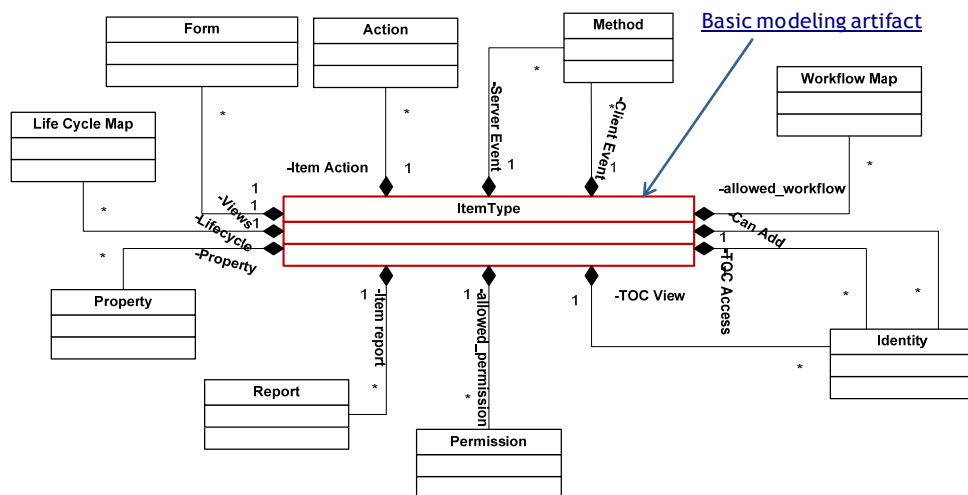 Form
Action
Method
Basic modeling artifact
Workflow Map
Life Cycle Map
*
*
*
*
*
*
-Server Event
-Client Event
-Item Action
1
1
1
-allowed_workflow
1
1
1
-Views
-Lifecycle
-Property
ItemType
-Can Add
1
1
-TOC Access
*
*
Property
1
-Item report
1
-allowed_permission
1
-TOC View
*
*
Identity
*
*
*
Report
Permission